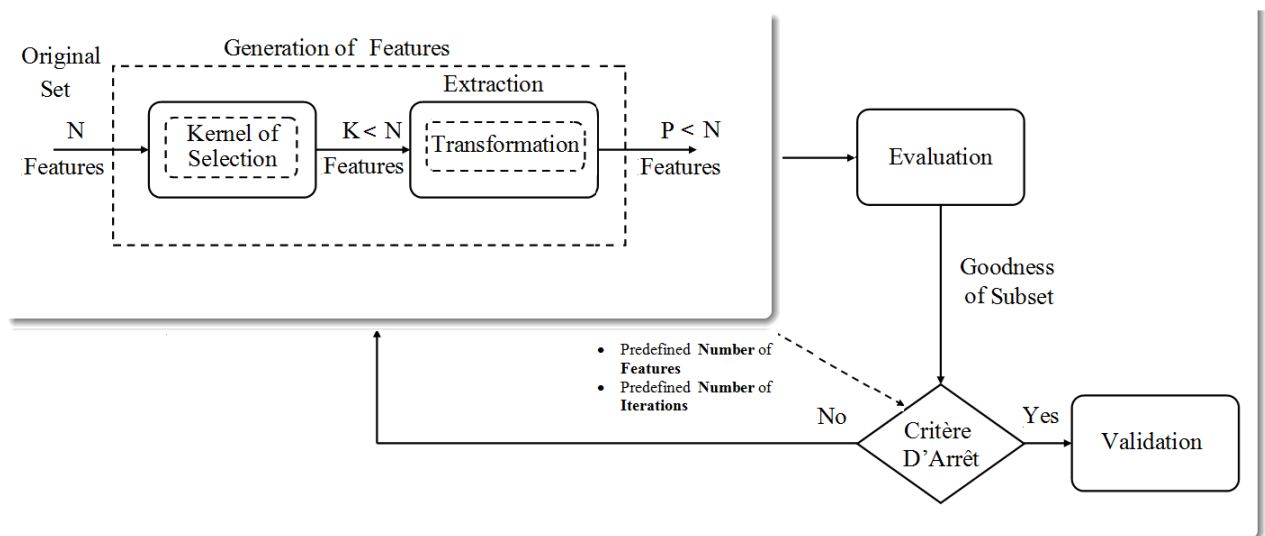 Generation of Features
Original
Set
Extraction
N
Features
Kernel of
Selection
K < N
Features
Transformation
P < N
Features
Evaluation
Goodness
of Subset
• Predefined Number of
Features
• Predefined Number of
Iterations
No
Critère
D'Arrêt
Yes
Validation